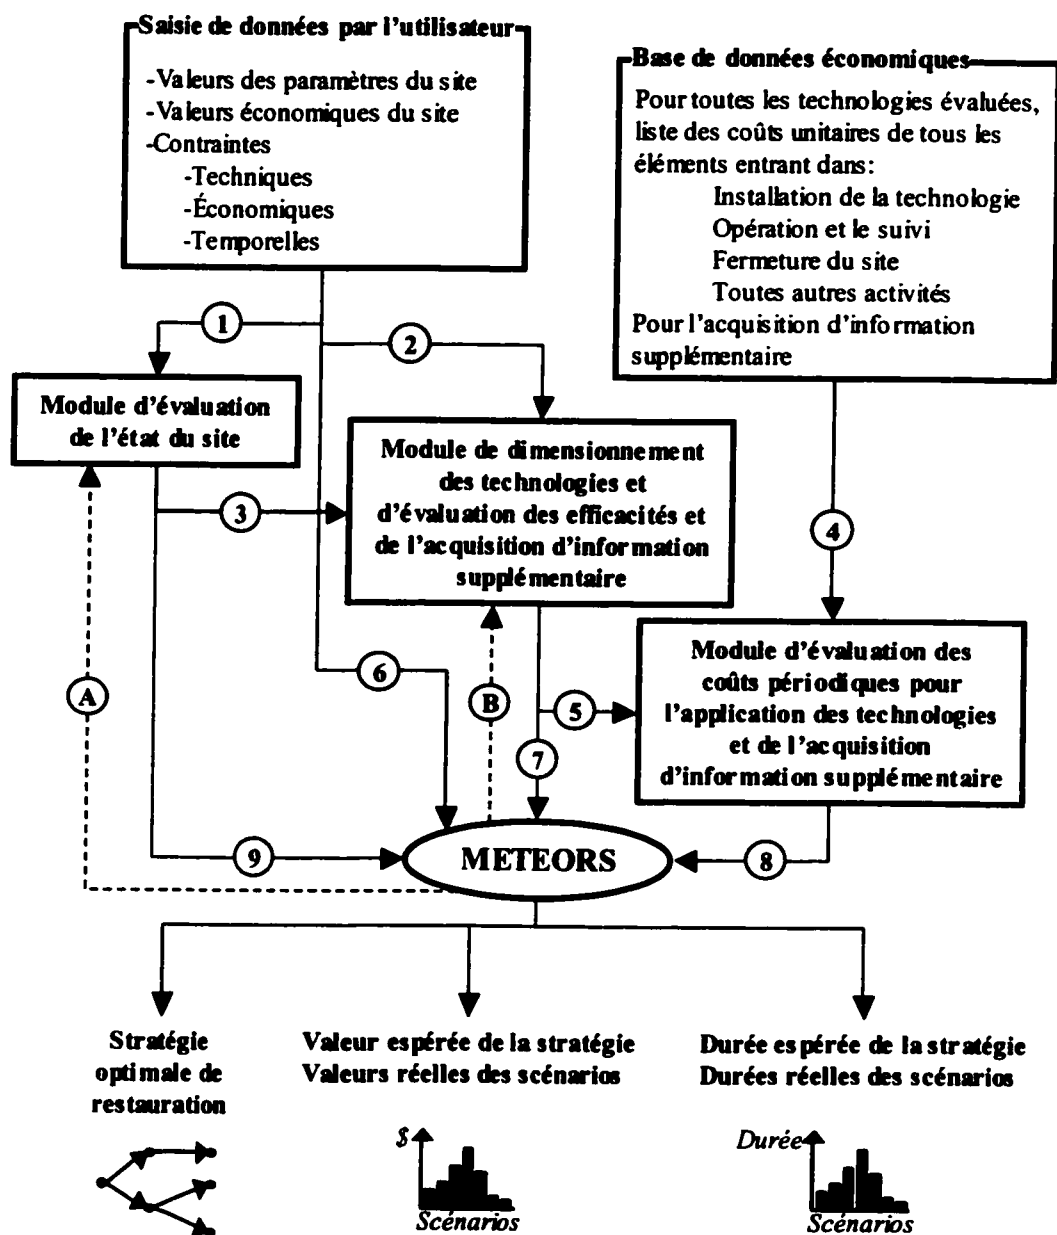 Saisie de données par l'utilisateur
-Valeurs des paramètres du site
-Valeurs économiques du site
-Contraintes
-Techniques
-Économiques
-Temporelles
Base de données économiques
Pour toutes les technologies évaluées,
liste des coûts unitaires de tous les
éléments entrant dans:
Installation de la technologie
Opération et le suivi
Fermeture du site
Toutes autres activités
Pour l'acquisition d'information
supplémentaire
1
2
Module d'évaluation
de l'état du site
Module de dimensionnement
des technologies et
d'évaluation des efficacités et
de l'acquisition d'information
supplémentaire
3
4
Module d'évaluation des
coûts périodiques pour
l'application des technologies
et de l'acquisition
d'information supplémentaire
A
6
B
5
7
9
METEORS
8
Stratégie
optimale de
restauration
Valeur espérée de la stratégie
Valeurs réelles des scénarios
Durée espérée de la stratégie
Durées réelles des scénarios
$
Scénarios
Durée
Scénarios